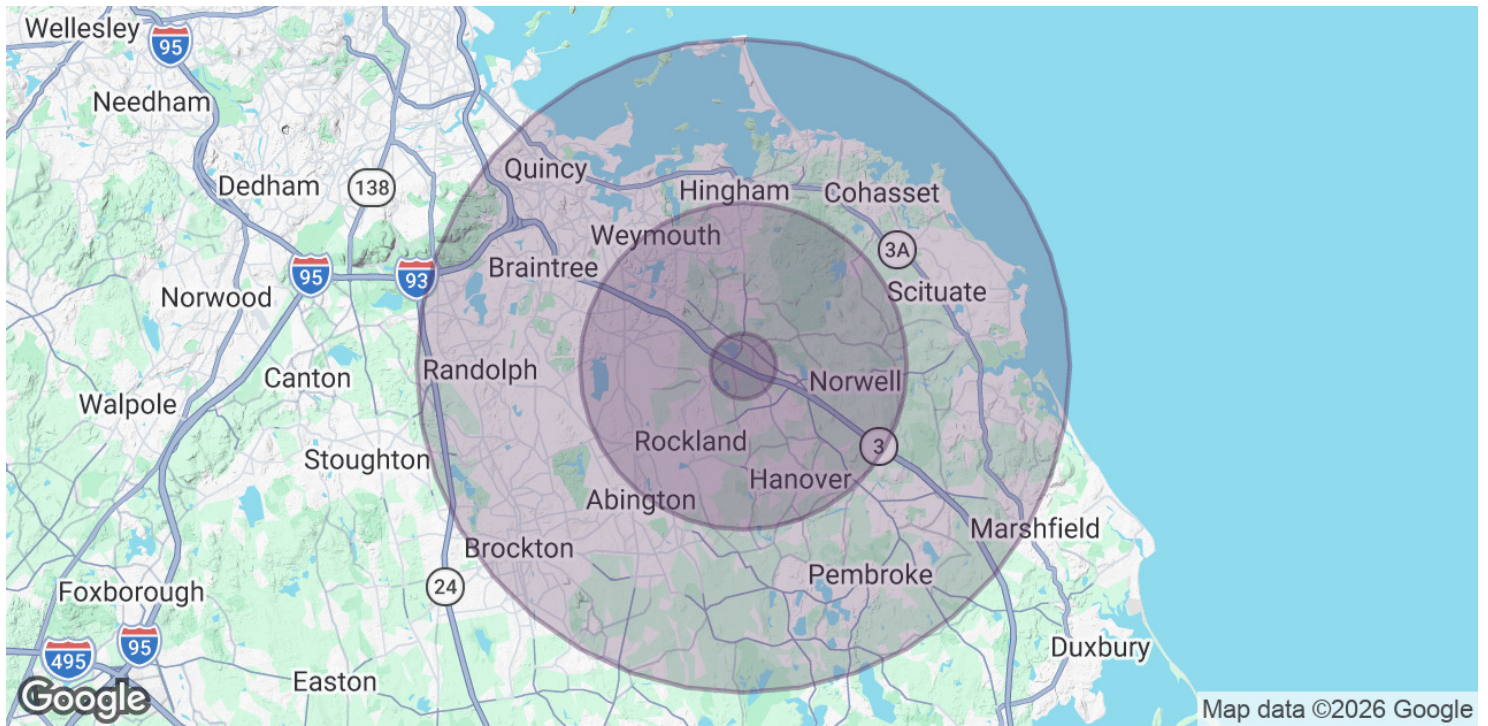 Wellesley
95
Needham
Dedham
138
Quincy
Hingham
Cohasset
Weymouth
3A
Braintree
95
93
Norwood
Scituate
Randolph
Canton
Norwell
Walpole
Rockland
3
Stoughton
Hanover
Abington
Marshfield
Brockton
Pembroke
24
Foxborough
95
495
Duxbury
Easton
Google
Map data ©2026 Google